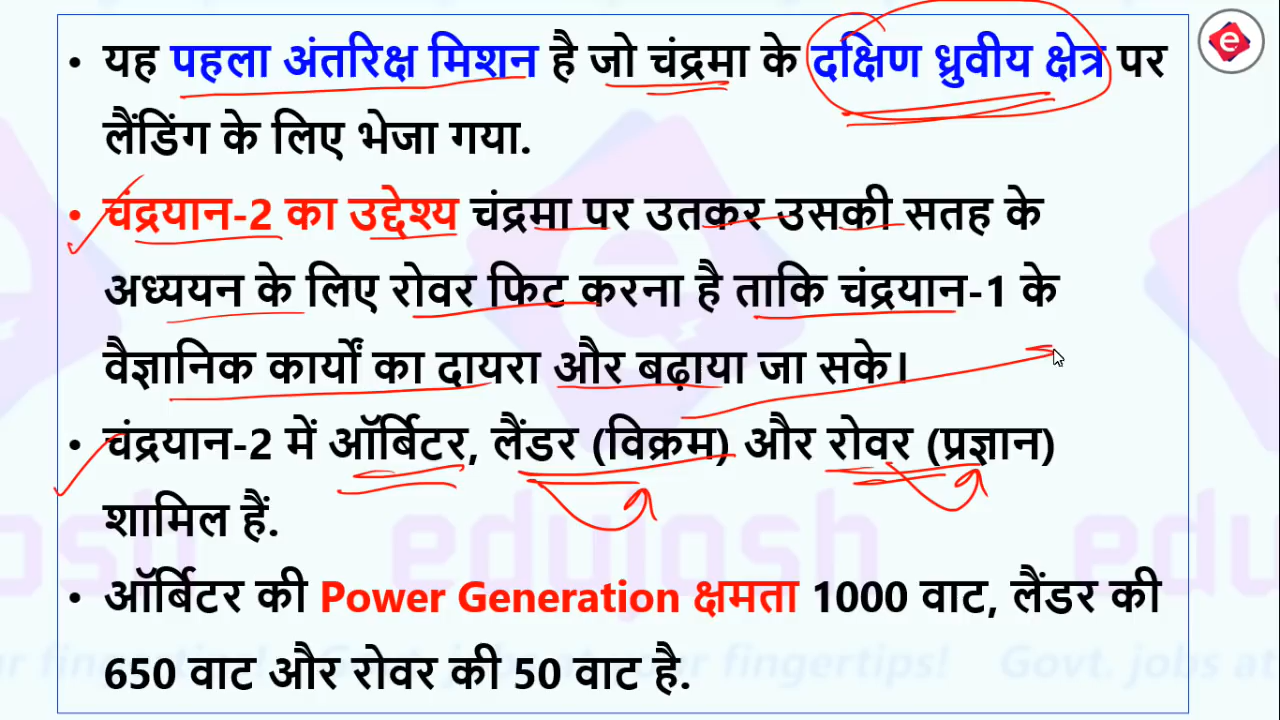 • यह पहला अंतरिक्ष मिशन है जो चंद्रमा के दक्षिण ध्रुवीय क्षेत्र पर
लैंडिंग के लिए भेजा गया.
• चंद्रयान-2 का उद्देश्य चंद्रमा पर उतकर उसकी सतह के
अध्ययन के लिए रोवर फिट करना है ताकि चंद्रयान-1 के
वैज्ञानिक कार्यों का दायरा और बढ़ाया जा सके।
• चंद्रयान-2 में ऑर्बिटर, लैंडर (विक्रम) और रोवर (प्रज्ञान)
शामिल हैं.
• ऑर्बिटर की Power Generation क्षमता 1000 वाट, लैंडर की
650 वाट और रोवर की 50 वाट है.